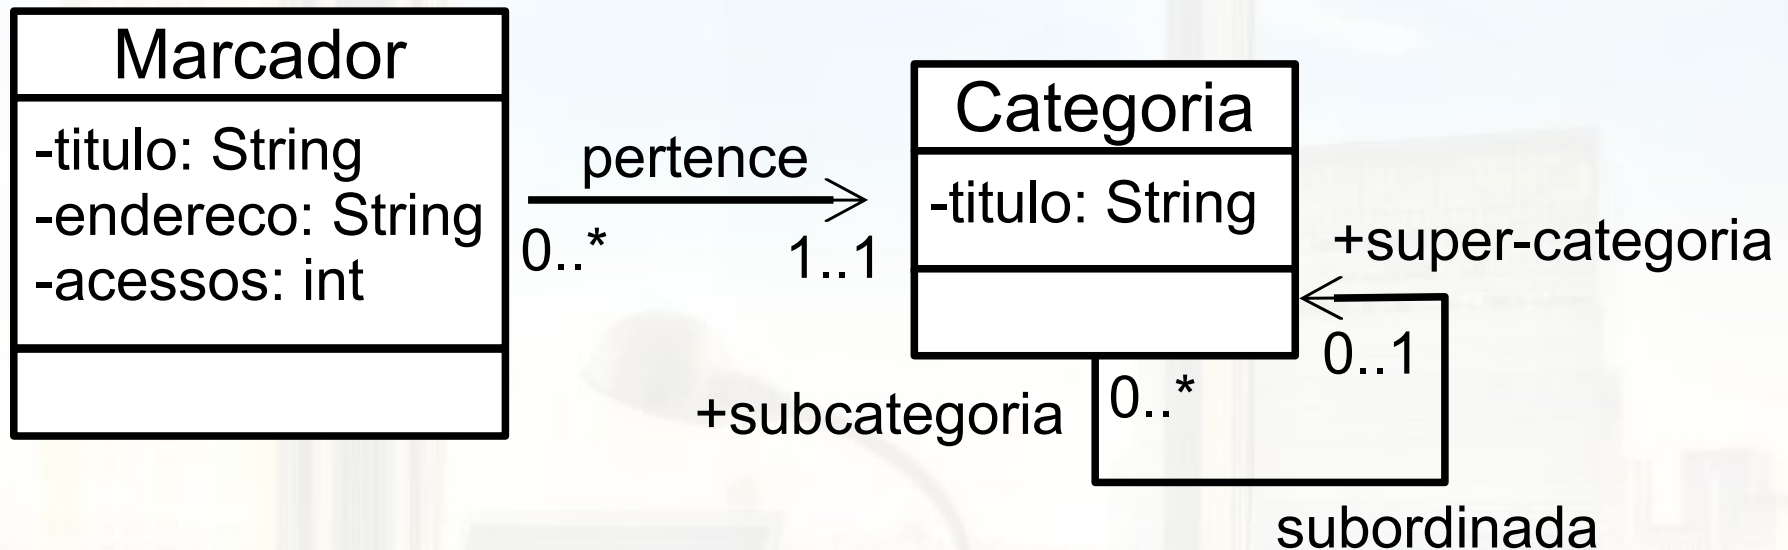 Marcador
-titulo: String
-endereco: String
-acessos: int
pertence
0..*
1..1
Categoria
-titulo: String
+super-categoria
0..1
+subcategoria
0..*
subordinada